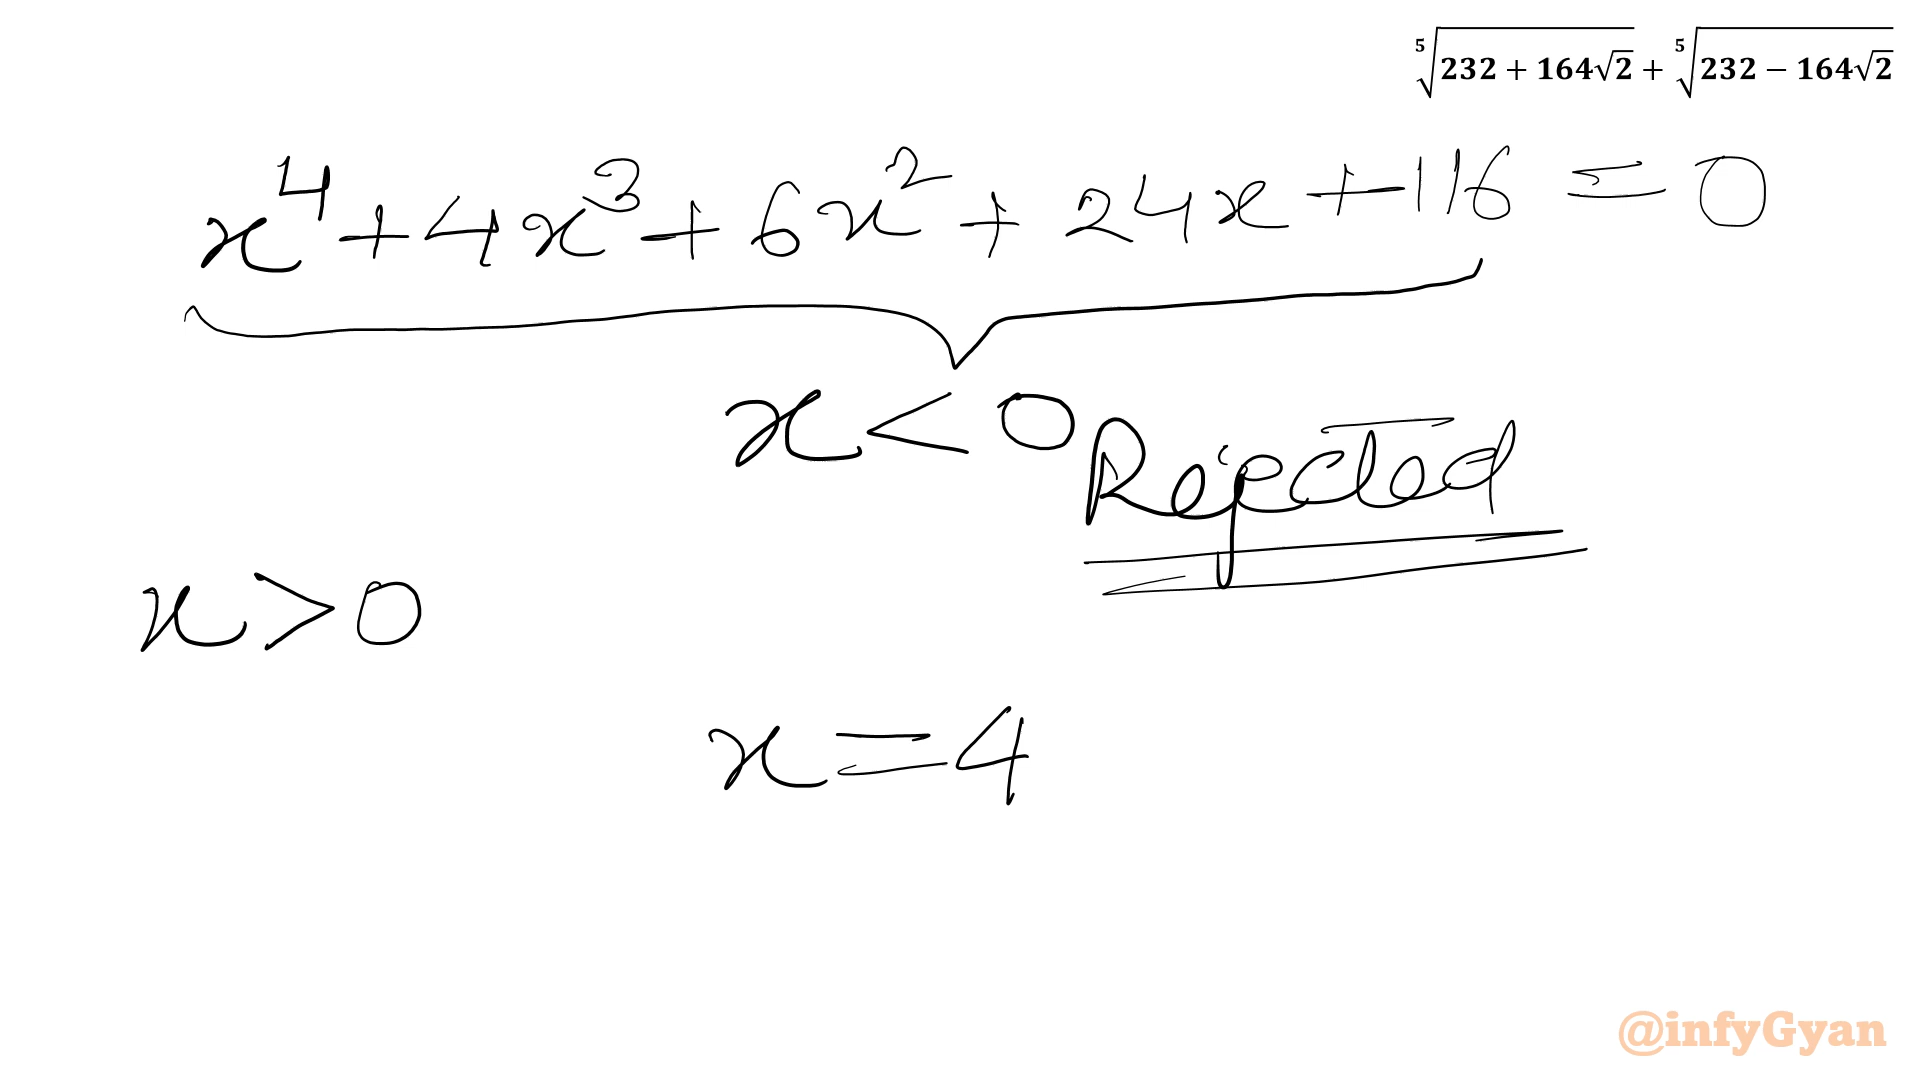 ⁵√(232 + 164√2) + ⁵√(232 − 164√2)
x⁴ + 4x³ + 6x² + 24x + 116 = 0
x < 0 Rejected
x > 0
x = 4
@infyGyan